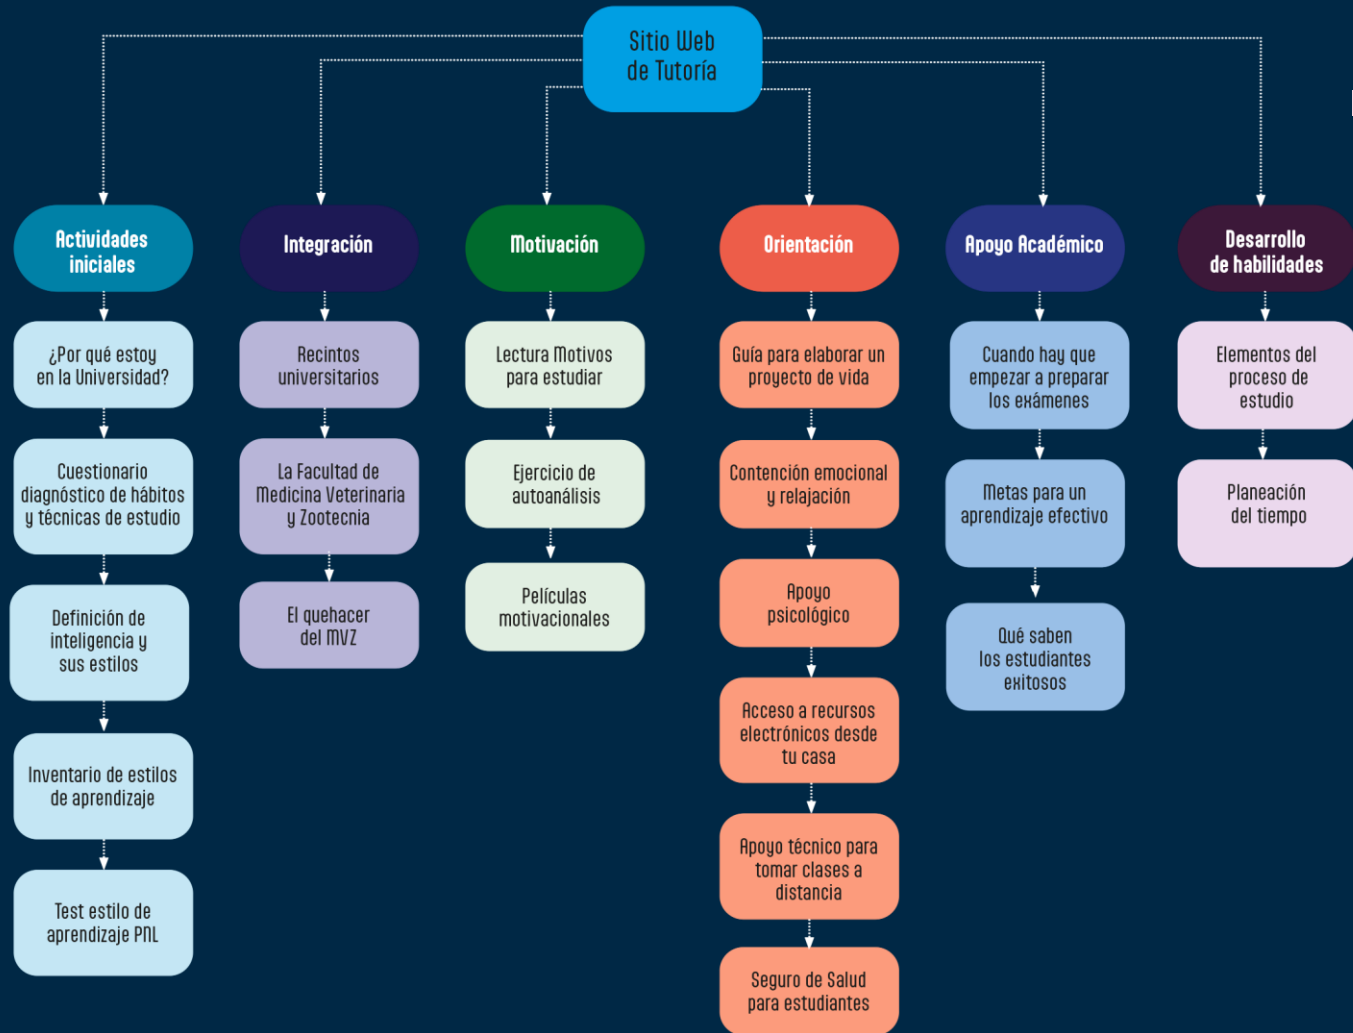 Sitio Web
de Tutoría
Actividades
iniciales
Integración
Motivación
Orientación
Apoyo Académico
Desarrollo
de habilidades
¿Por qué estoy
en la Universidad?
Cuestionario
diagnóstico de hábitos
y técnicas de estudio
Definición de
inteligencia y
sus estilos
Inventario de estilos
de aprendizaje
Test estilo de
aprendizaje PNL
Recintos
universitarios
La Facultad de
Medicina Veterinaria
y Zootecnia
El quehacer
del MVZ
Lectura Motivos
para estudiar
Ejercicio de
autoanálisis
Películas
motivacionales
Guía para elaborar un
proyecto de vida
Contención emocional
y relajación
Apoyo
psicológico
Acceso a recursos
electrónicos desde
tu casa
Apoyo técnico para
tomar clases a
distancia
Seguro de Salud
para estudiantes
Cuando hay que
empezar a preparar
los exámenes
Metas para un
aprendizaje efectivo
Qué saben
los estudiantes
exitosos
Elementos del
proceso de
estudio
Planeación
del tiempo